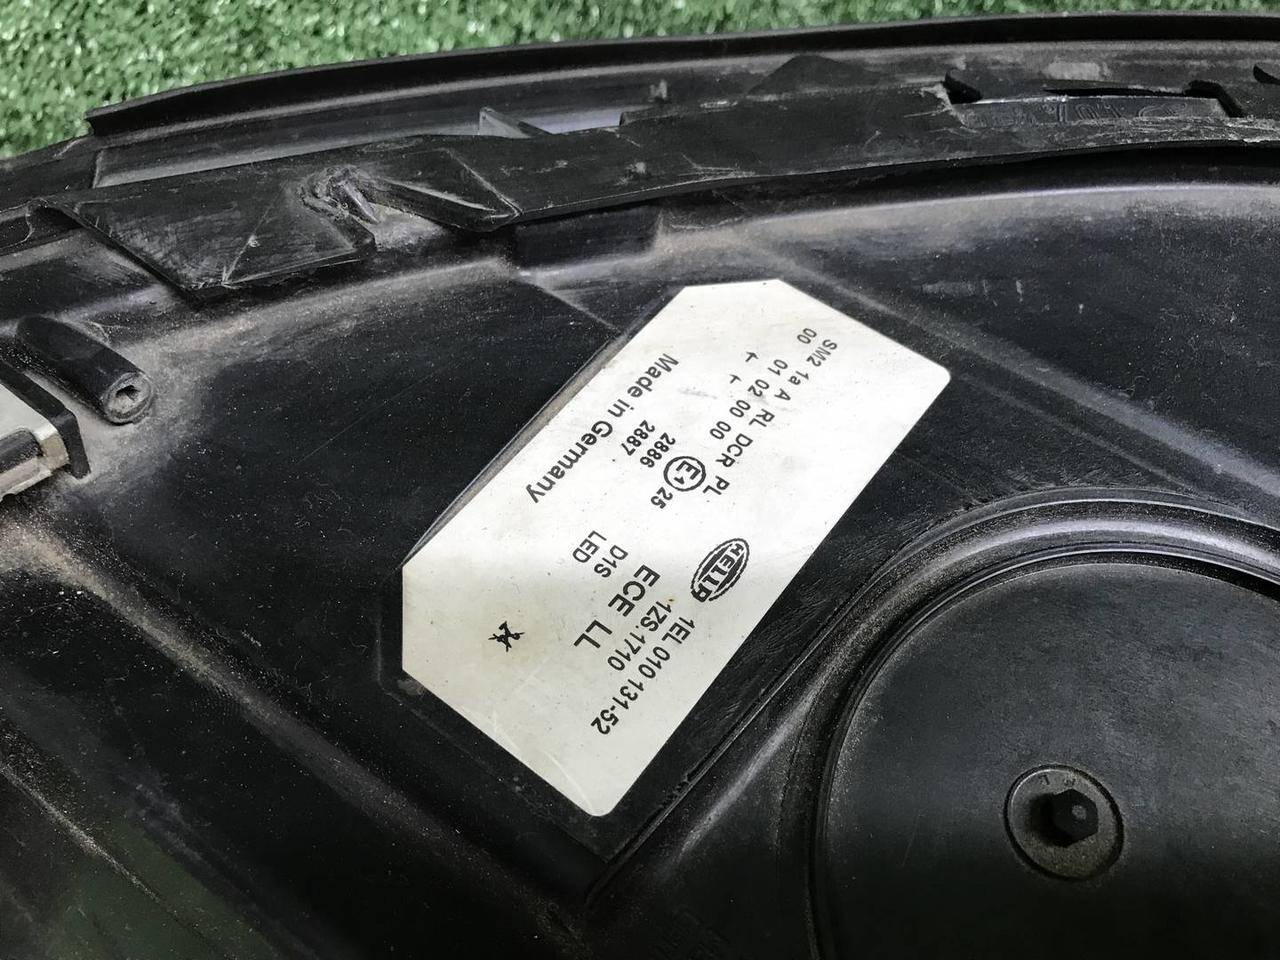 HELLA
1EL 010 131-52
1ZS.1710
ECE LL
D1S
LED
SM2 1a A RL DCR PL
00 01 02 00 00
← ←
E1 25
2886
2887
Made in Germany